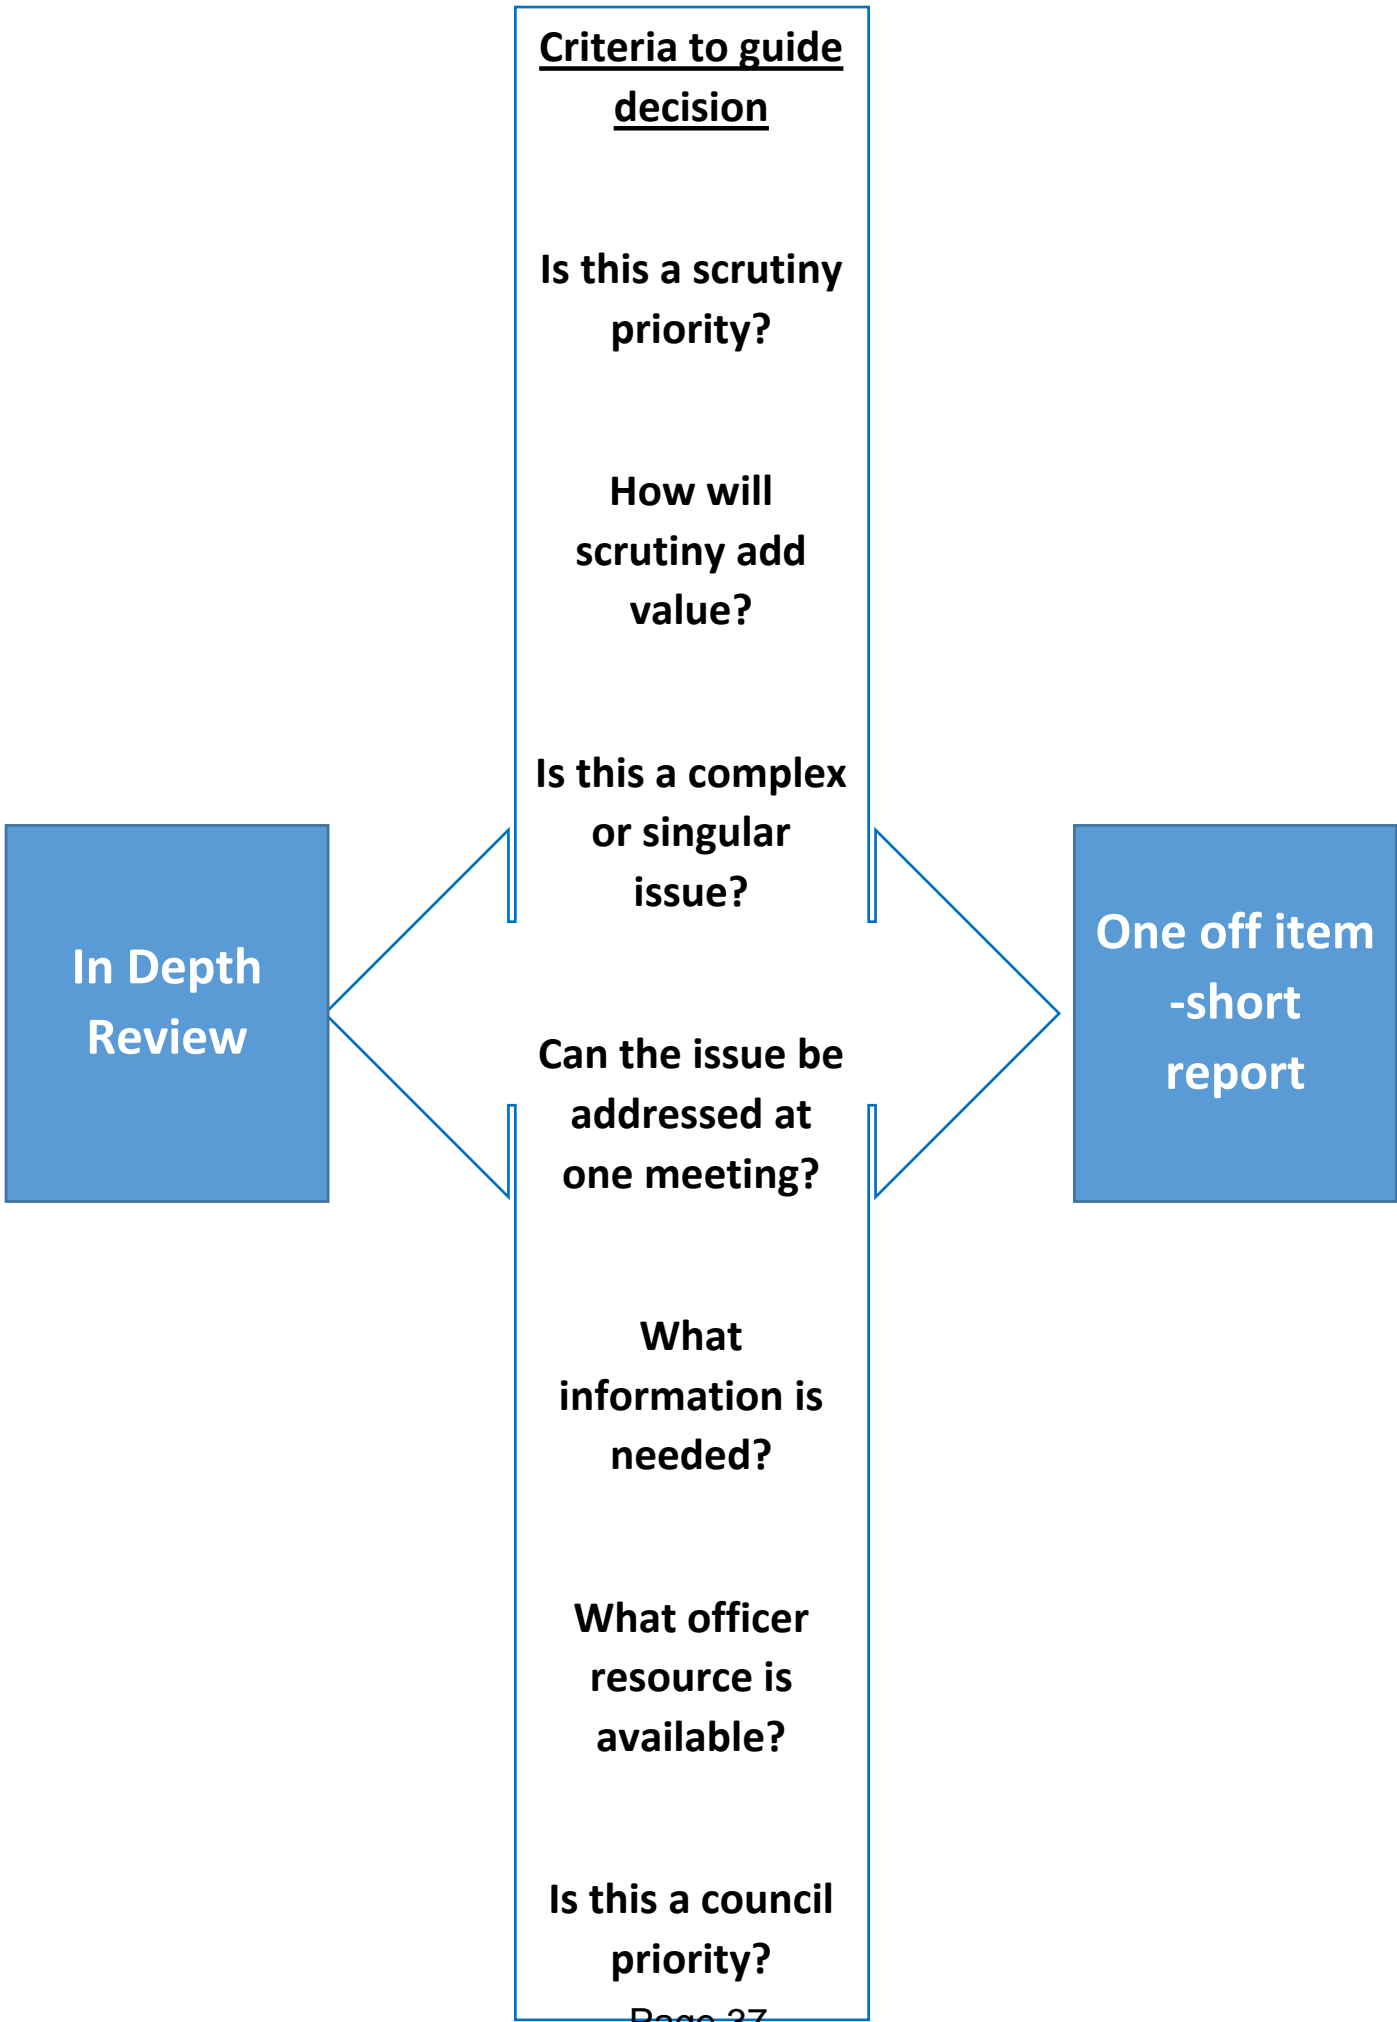 Criteria to guide
decision
Is this a scrutiny
priority?
How will
scrutiny add
value?
Is this a complex
or singular
issue?
In Depth
Review
One off item
-short
report
Can the issue be
addressed at
one meeting?
What
information is
needed?
What officer
resource is
available?
Is this a council
priority?
Page 37